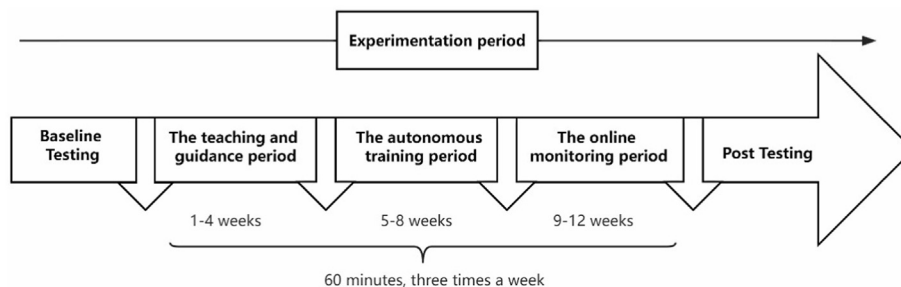 Experimentation period
Baseline
Testing
The teaching and
guidance period
The autonomous
training period
The online
monitoring period
Post Testing
1-4 weeks
5-8 weeks
9-12 weeks
60 minutes, three times a week